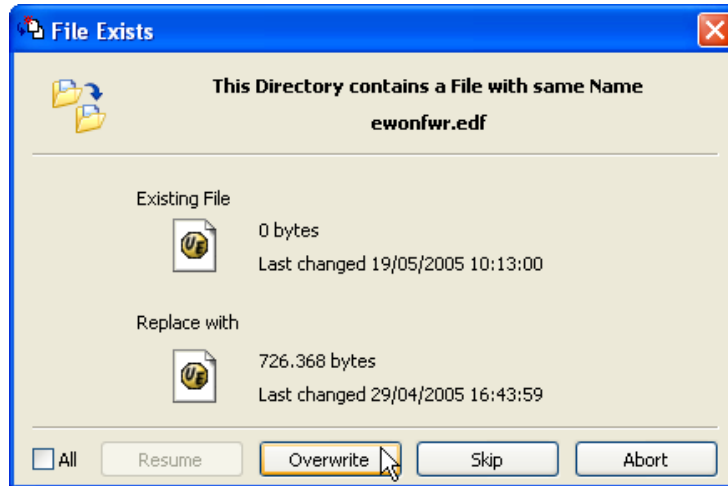 File Exists
This Directory contains a File with same Name
ewonfwr.edf
Existing File
UE
0 bytes
Last changed 19/05/2005 10:13:00
Replace with
UE
726.368 bytes
Last changed 29/04/2005 16:43:59
All
Resume
Overwrite
Skip
Abort